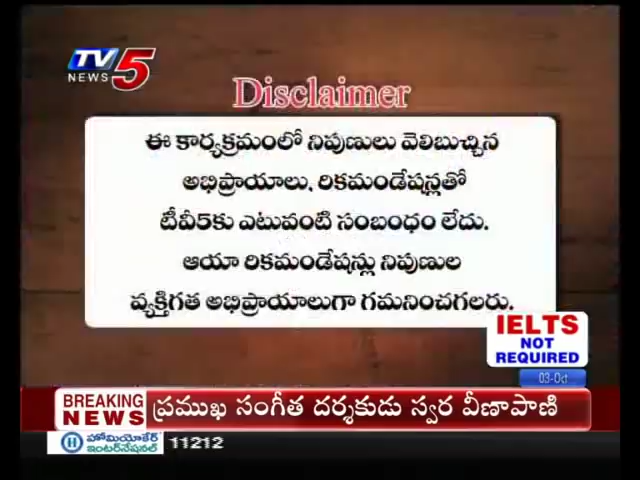 TV5
NEWS
Disclaimer
ఈ కార్యక్రమంలో నిపుణులు వెలిబుచ్చిన
అభిప్రాయాలు, రికమండేషన్లతో
టీవీ5కు ఎటువంటి సంబంధం లేదు.
ఆయా రికమండేషన్లు నిపుణుల
వ్యక్తిగత అభిప్రాయాలుగా గమనించగలరు.
IELTS
NOT
REQUIRED
03-Oct
BREAKING
NEWS
ప్రముఖ సంగీత దర్శకుడు స్వర వీణాపాణి
హోమియోకేర్
ఇంటర్నేషనల్
11212